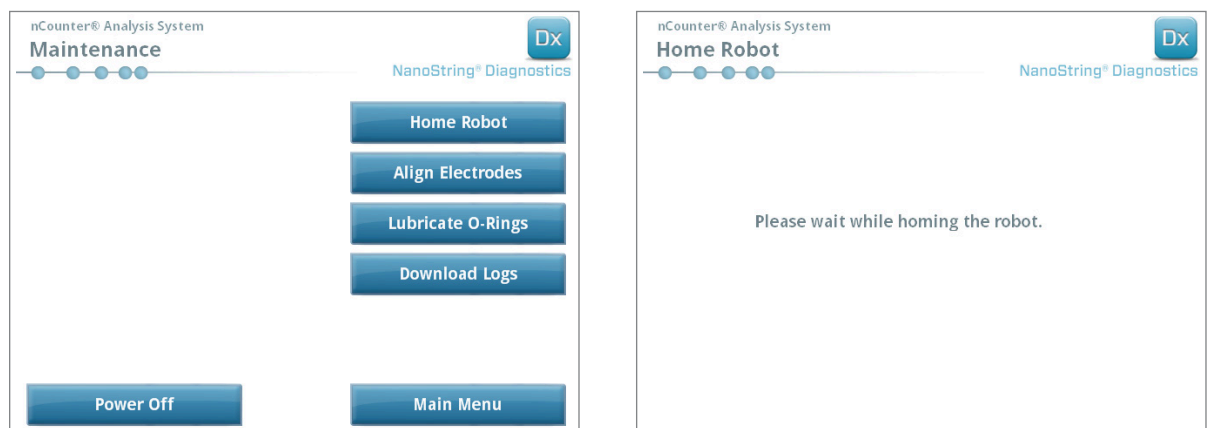 nCounter® Analysis System
Maintenance
Dx
NanoString® Diagnostics
Home Robot
Align Electrodes
Lubricate O-Rings
Download Logs
Power Off
Main Menu
nCounter® Analysis System
Home Robot
Dx
NanoString® Diagnostics
Please wait while homing the robot.